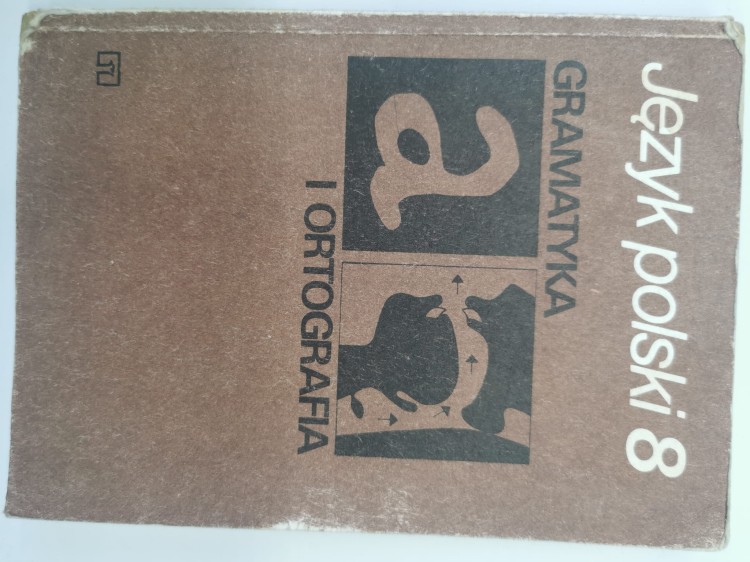 Język polski 8
GRAMATYKA
a
I ORTOGRAFIA